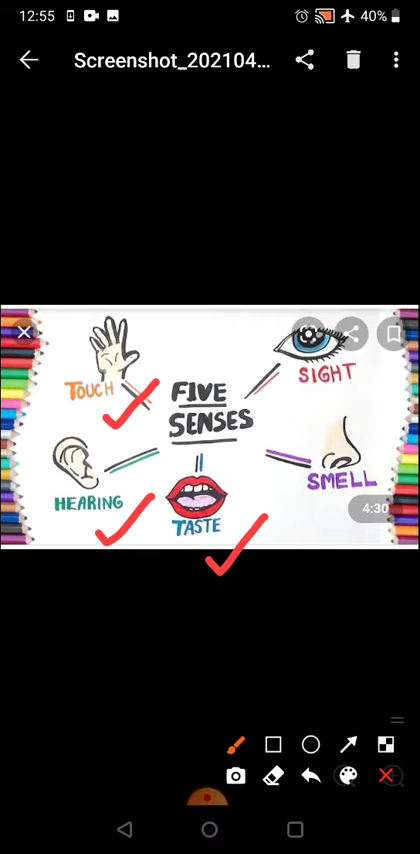 12:55
40%
Screenshot_202104...
TOUCH
FIVE
SENSES
SIGHT
HEARING
TASTE
SMELL
4:30